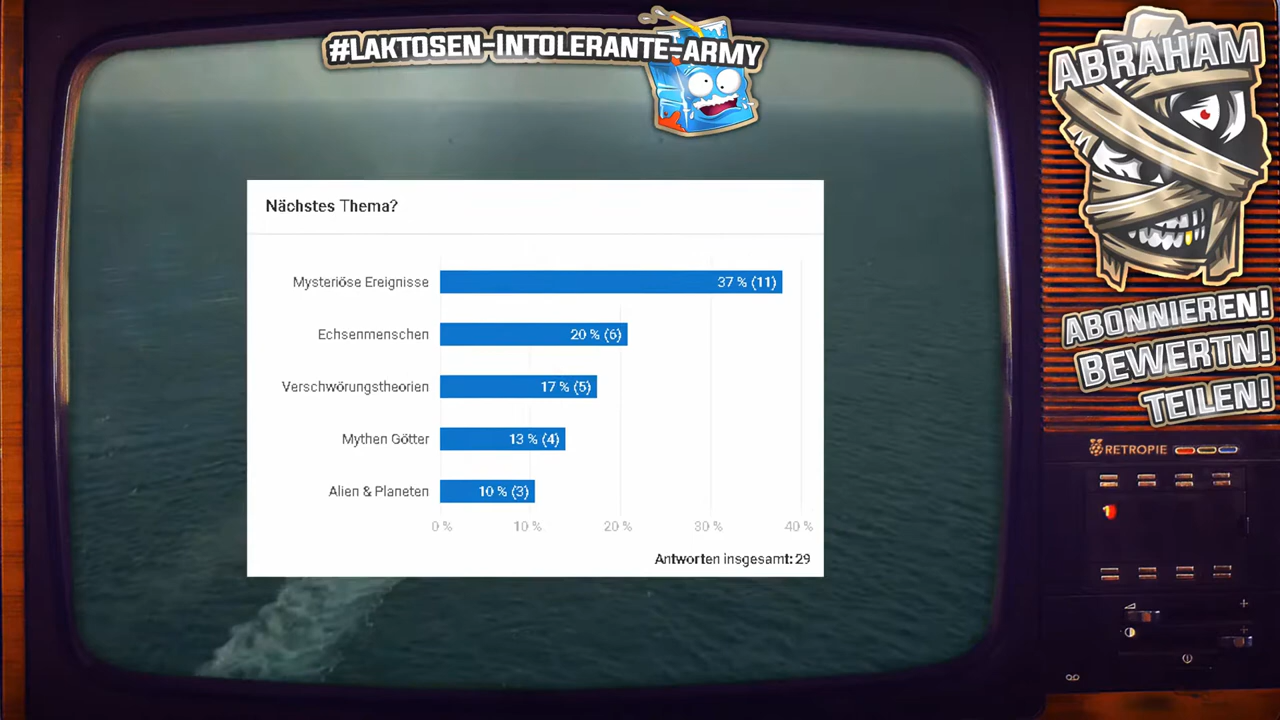 #LAKTOSEN-INTOLERANTE-ARMY
ABRAHAM
Nächstes Thema?
Mysteriöse Ereignisse 37 % (11)
Echsenmenschen 20 % (6)
Verschwörungstheorien 17 % (5)
Mythen Götter 13 % (4)
Alien & Planeten 10 % (3)
0 % 10 % 20 % 30 % 40 %
Antworten insgesamt: 29
ABONNIEREN!
BEWERTN!
TEILEN!
RETROPIE